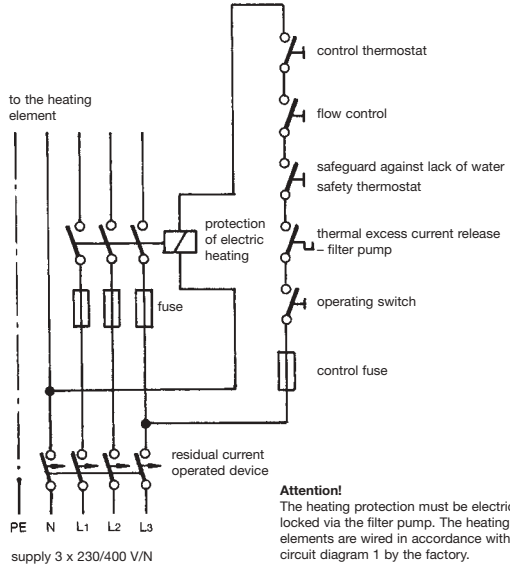 control thermostat
to the heating
element
flow control
safeguard against lack of water
safety thermostat
protection
of electric
heating
thermal excess current release
– filter pump
fuse
operating switch
control fuse
residual current
operated device
PE N L1 L2 L3
supply 3 x 230/400 V/N
Attention!
The heating protection must be electric
locked via the filter pump. The heating
elements are wired in accordance with
circuit diagram 1 by the factory.